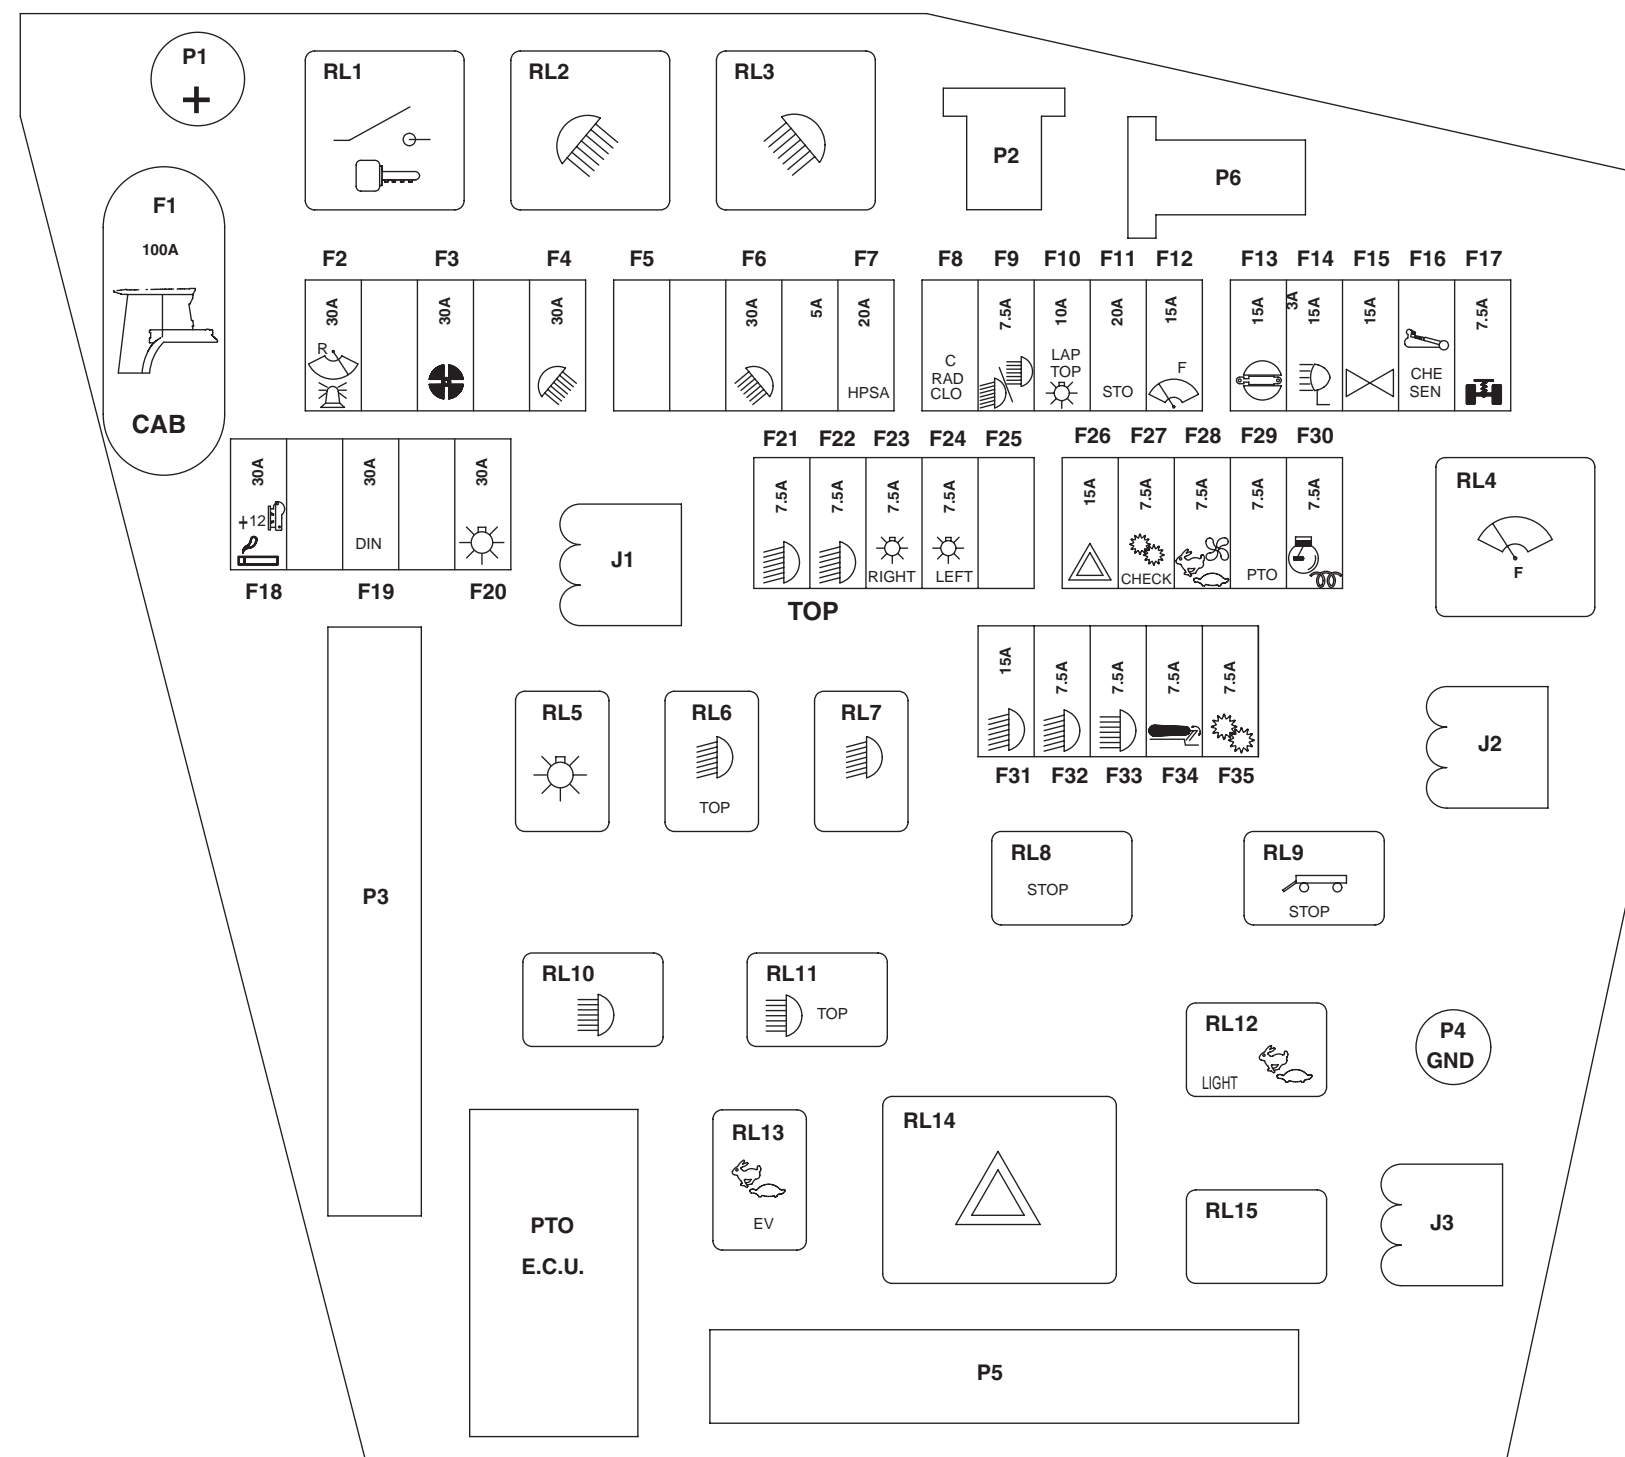 P1
RL1
RL2
RL3
P2
P6
F1
100A
CAB
F2
F3
F4
F5
F6
F7
F8
F9
F10
F11
F12
F13
F14
F15
F16
F17
30A
30A
30A
30A
5A
20A
7.5A
10A
20A
15A
15A
3A
15A
15A
7.5A
R
HPSA
C
RAD
CLO
LAP
TOP
STO
F
CHE
SEN
F21
F22
F23
F24
F25
F26
F27
F28
F29
F30
30A
30A
30A
7.5A
7.5A
7.5A
7.5A
15A
7.5A
7.5A
7.5A
7.5A
RL4
F
+12
DIN
J1
RIGHT
LEFT
CHECK
PTO
F18
F19
F20
TOP
15A
7.5A
7.5A
7.5A
7.5A
RL5
RL6
TOP
RL7
F31
F32
F33
F34
F35
J2
RL8
STOP
RL9
STOP
P3
RL10
RL11
TOP
RL12
LIGHT
P4
GND
RL13
EV
RL14
RL15
J3
PTO
E.C.U.
P5